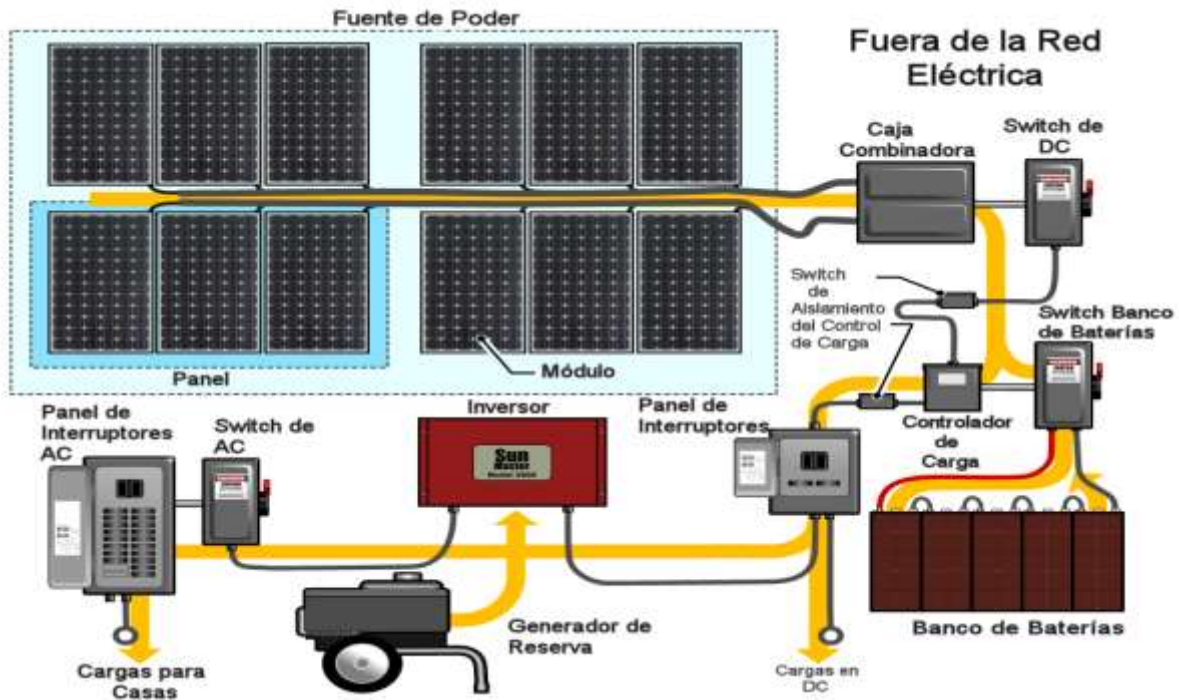 Fuente de Poder
Fuera de la Red
Eléctrica
Caja
Combinadora
Switch de
DC
Switch
de
Aislamiento
del Control
de Carga
Switch Banco
de Baterías
Panel
Módulo
Panel de
Interruptores
AC
Switch de
AC
Inversor
Panel de
Interruptores
Controlador
de
Carga
Sun
Master
Generador de
Reserva
Banco de Baterías
Cargas para
Casas
Cargas en
DC